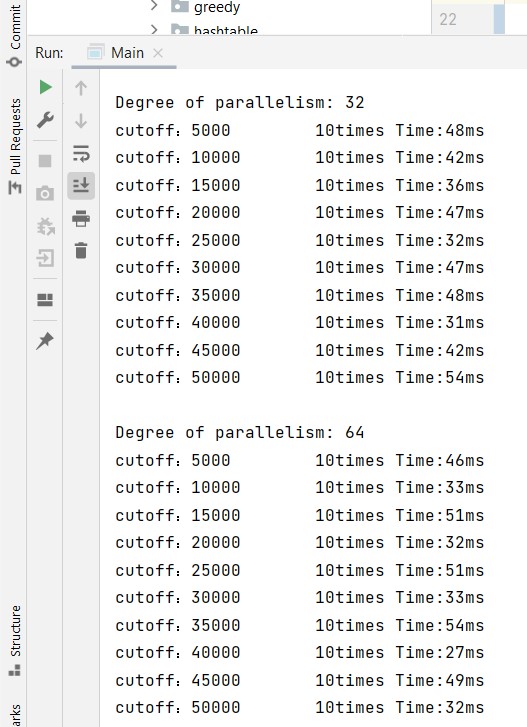 Commit
Pull Requests
Structure
greedy
hashtable
22
Run:
Main
Degree of parallelism: 32
cutoff：5000 10times Time:48ms
cutoff：10000 10times Time:42ms
cutoff：15000 10times Time:36ms
cutoff：20000 10times Time:47ms
cutoff：25000 10times Time:32ms
cutoff：30000 10times Time:47ms
cutoff：35000 10times Time:48ms
cutoff：40000 10times Time:31ms
cutoff：45000 10times Time:42ms
cutoff：50000 10times Time:54ms
Degree of parallelism: 64
cutoff：5000 10times Time:46ms
cutoff：10000 10times Time:33ms
cutoff：15000 10times Time:51ms
cutoff：20000 10times Time:32ms
cutoff：25000 10times Time:51ms
cutoff：30000 10times Time:33ms
cutoff：35000 10times Time:54ms
cutoff：40000 10times Time:27ms
cutoff：45000 10times Time:49ms
cutoff：50000 10times Time:32ms